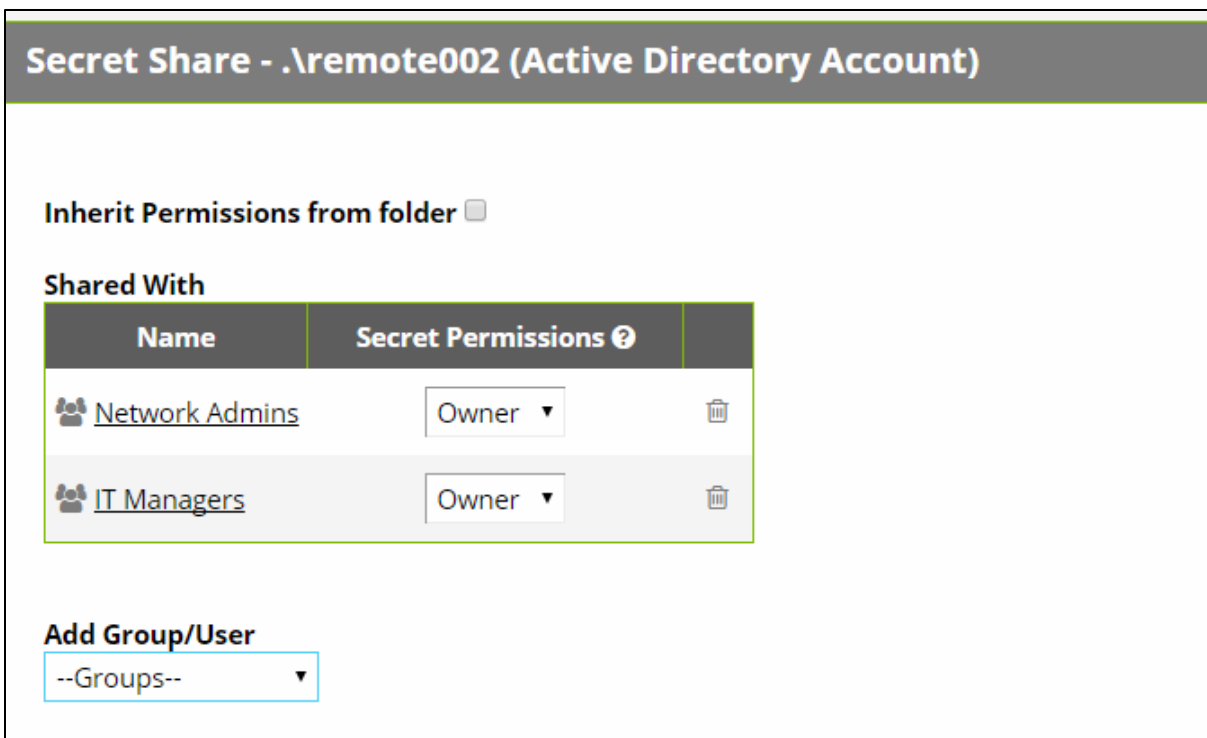 Secret Share - .\remote002 (Active Directory Account)
Inherit Permissions from folder
Shared With
Name Secret Permissions ?
Network Admins Owner
IT Managers Owner
Add Group/User
--Groups--